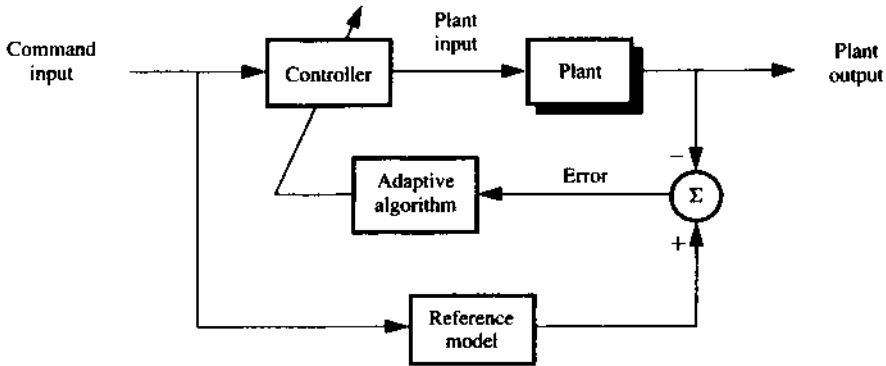 Command
input
Controller
Plant
input
Plant
Plant
output
−
Adaptive
algorithm
Error
Σ
+
Reference
model